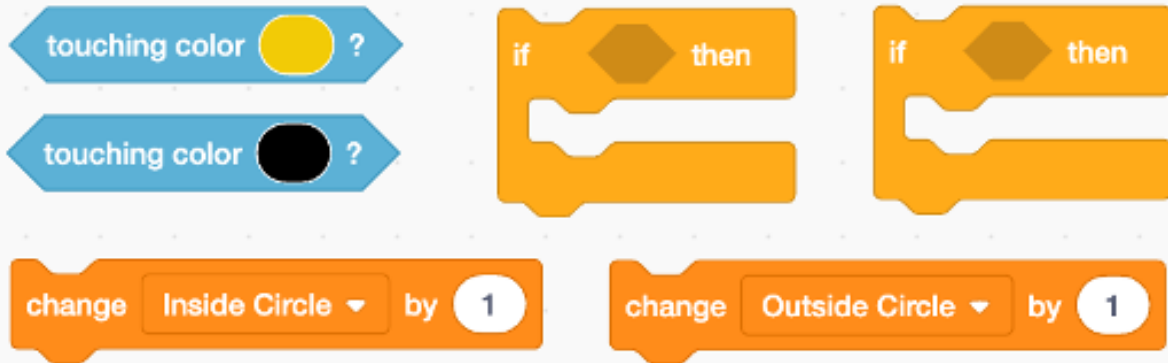 touching color ?
touching color ?
if then
if then
change Inside Circle by 1
change Outside Circle by 1